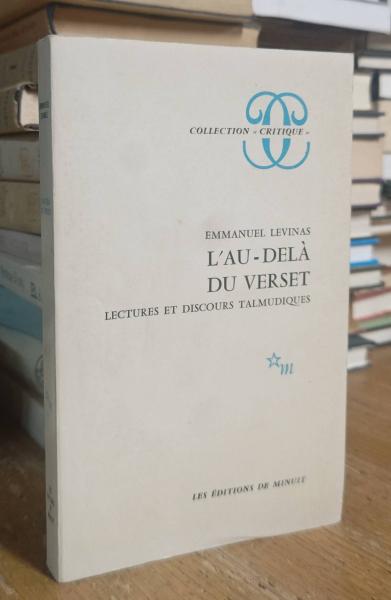 COLLECTION « CRITIQUE »
EMMANUEL LEVINAS
L'AU-DELÀ
DU VERSET
LECTURES ET DISCOURS TALMUDIQUES
m
LES ÉDITIONS DE MINUIT